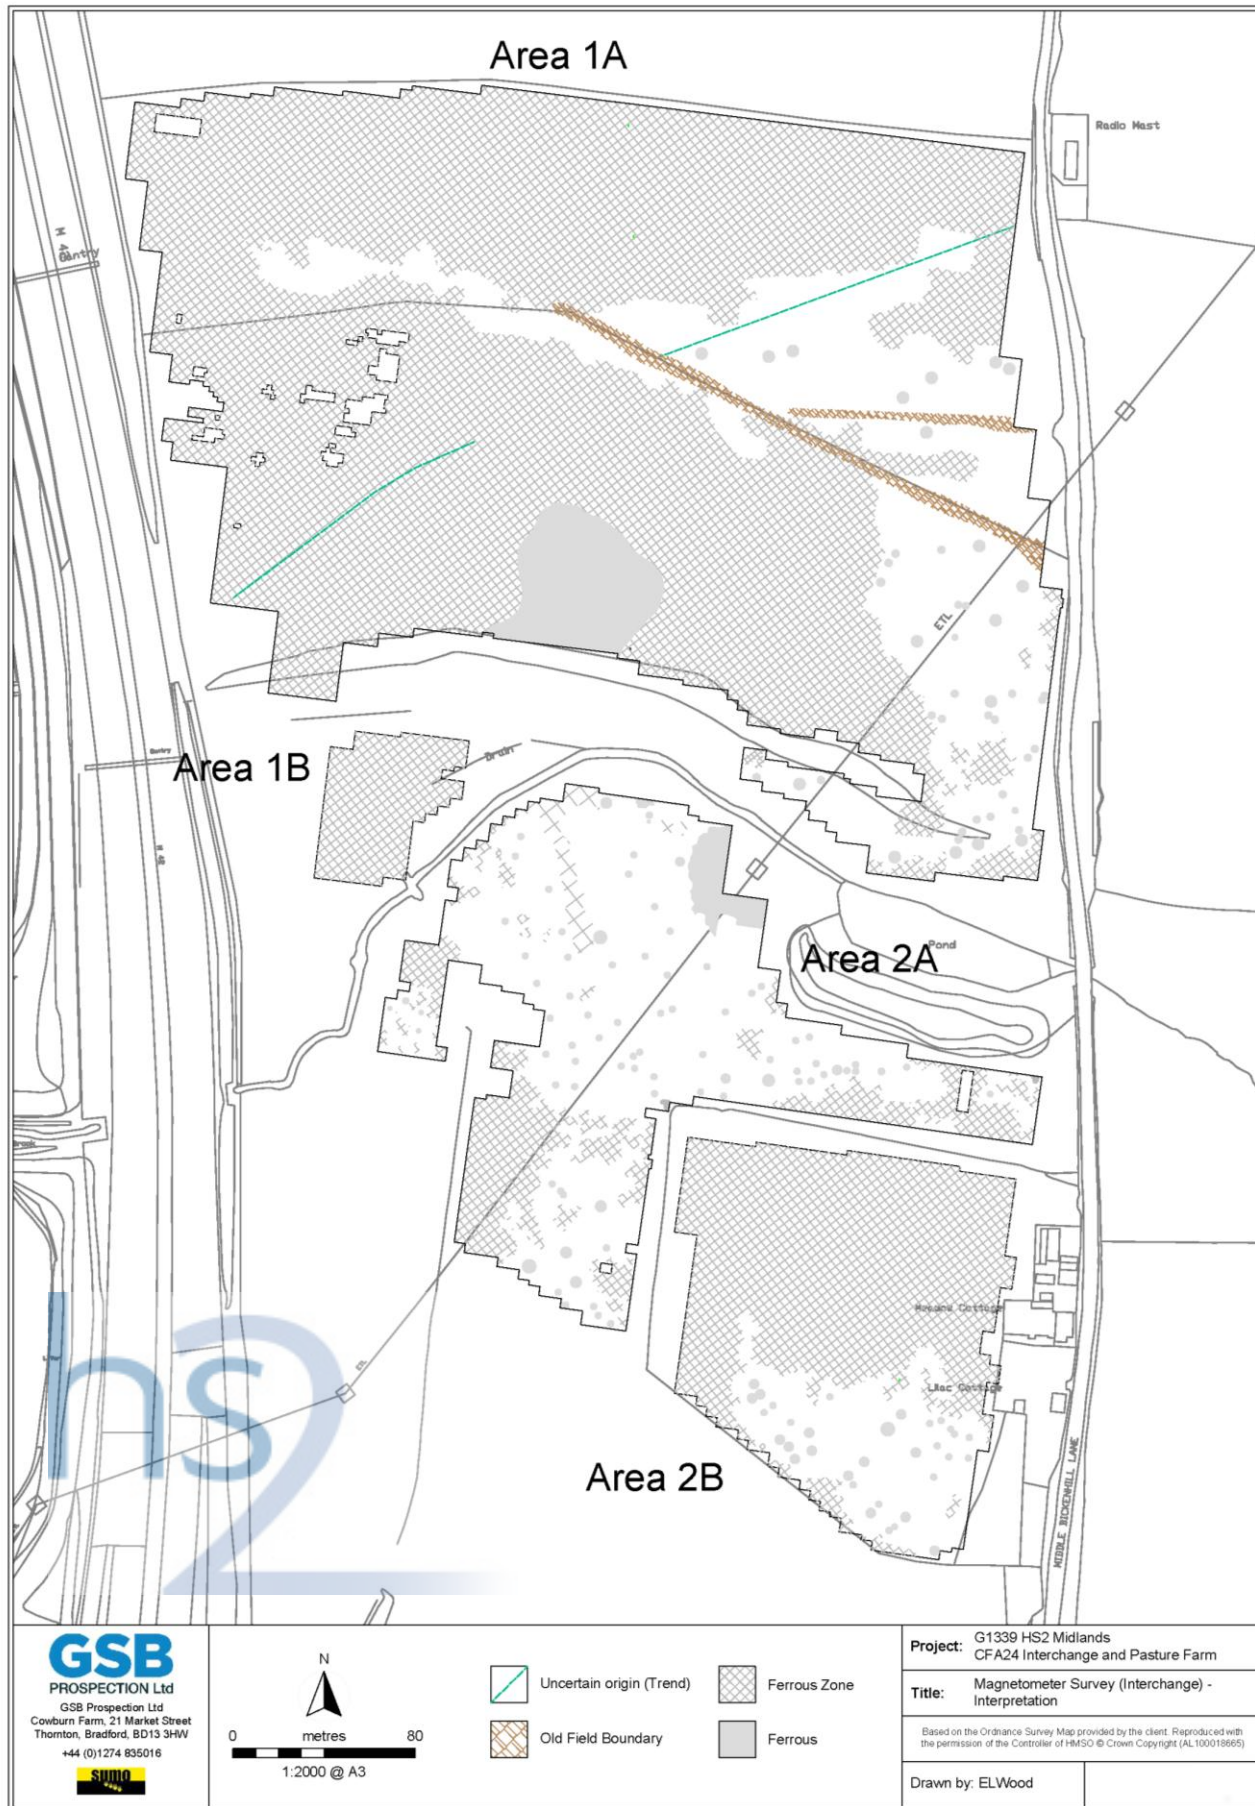 Area 1A
Radio Mast
M 42
Gantry
ETL
Area 1B
Gantry
Drain
M 42
Pond
Area 2A
Lilac Cottage
ETL
hs2
Area 2B
MIDDLE BICKENHILL LANE
GSB
PROSPECTION Ltd
GSB Prospection Ltd
Cowburn Farm, 21 Market Street
Thornton, Bradford, BD13 3HW
+44 (0)1274 835016
sumo
N
0 metres 80
1:2000 @ A3
Uncertain origin (Trend)
Old Field Boundary
Ferrous Zone
Ferrous
Project: G1339 HS2 Midlands
CFA24 Interchange and Pasture Farm
Title: Magnetometer Survey (Interchange) -
Interpretation
Based on the Ordnance Survey Map provided by the client. Reproduced with
the permission of the Controller of HMSO © Crown Copyright (AL100018665)
Drawn by: ELWood